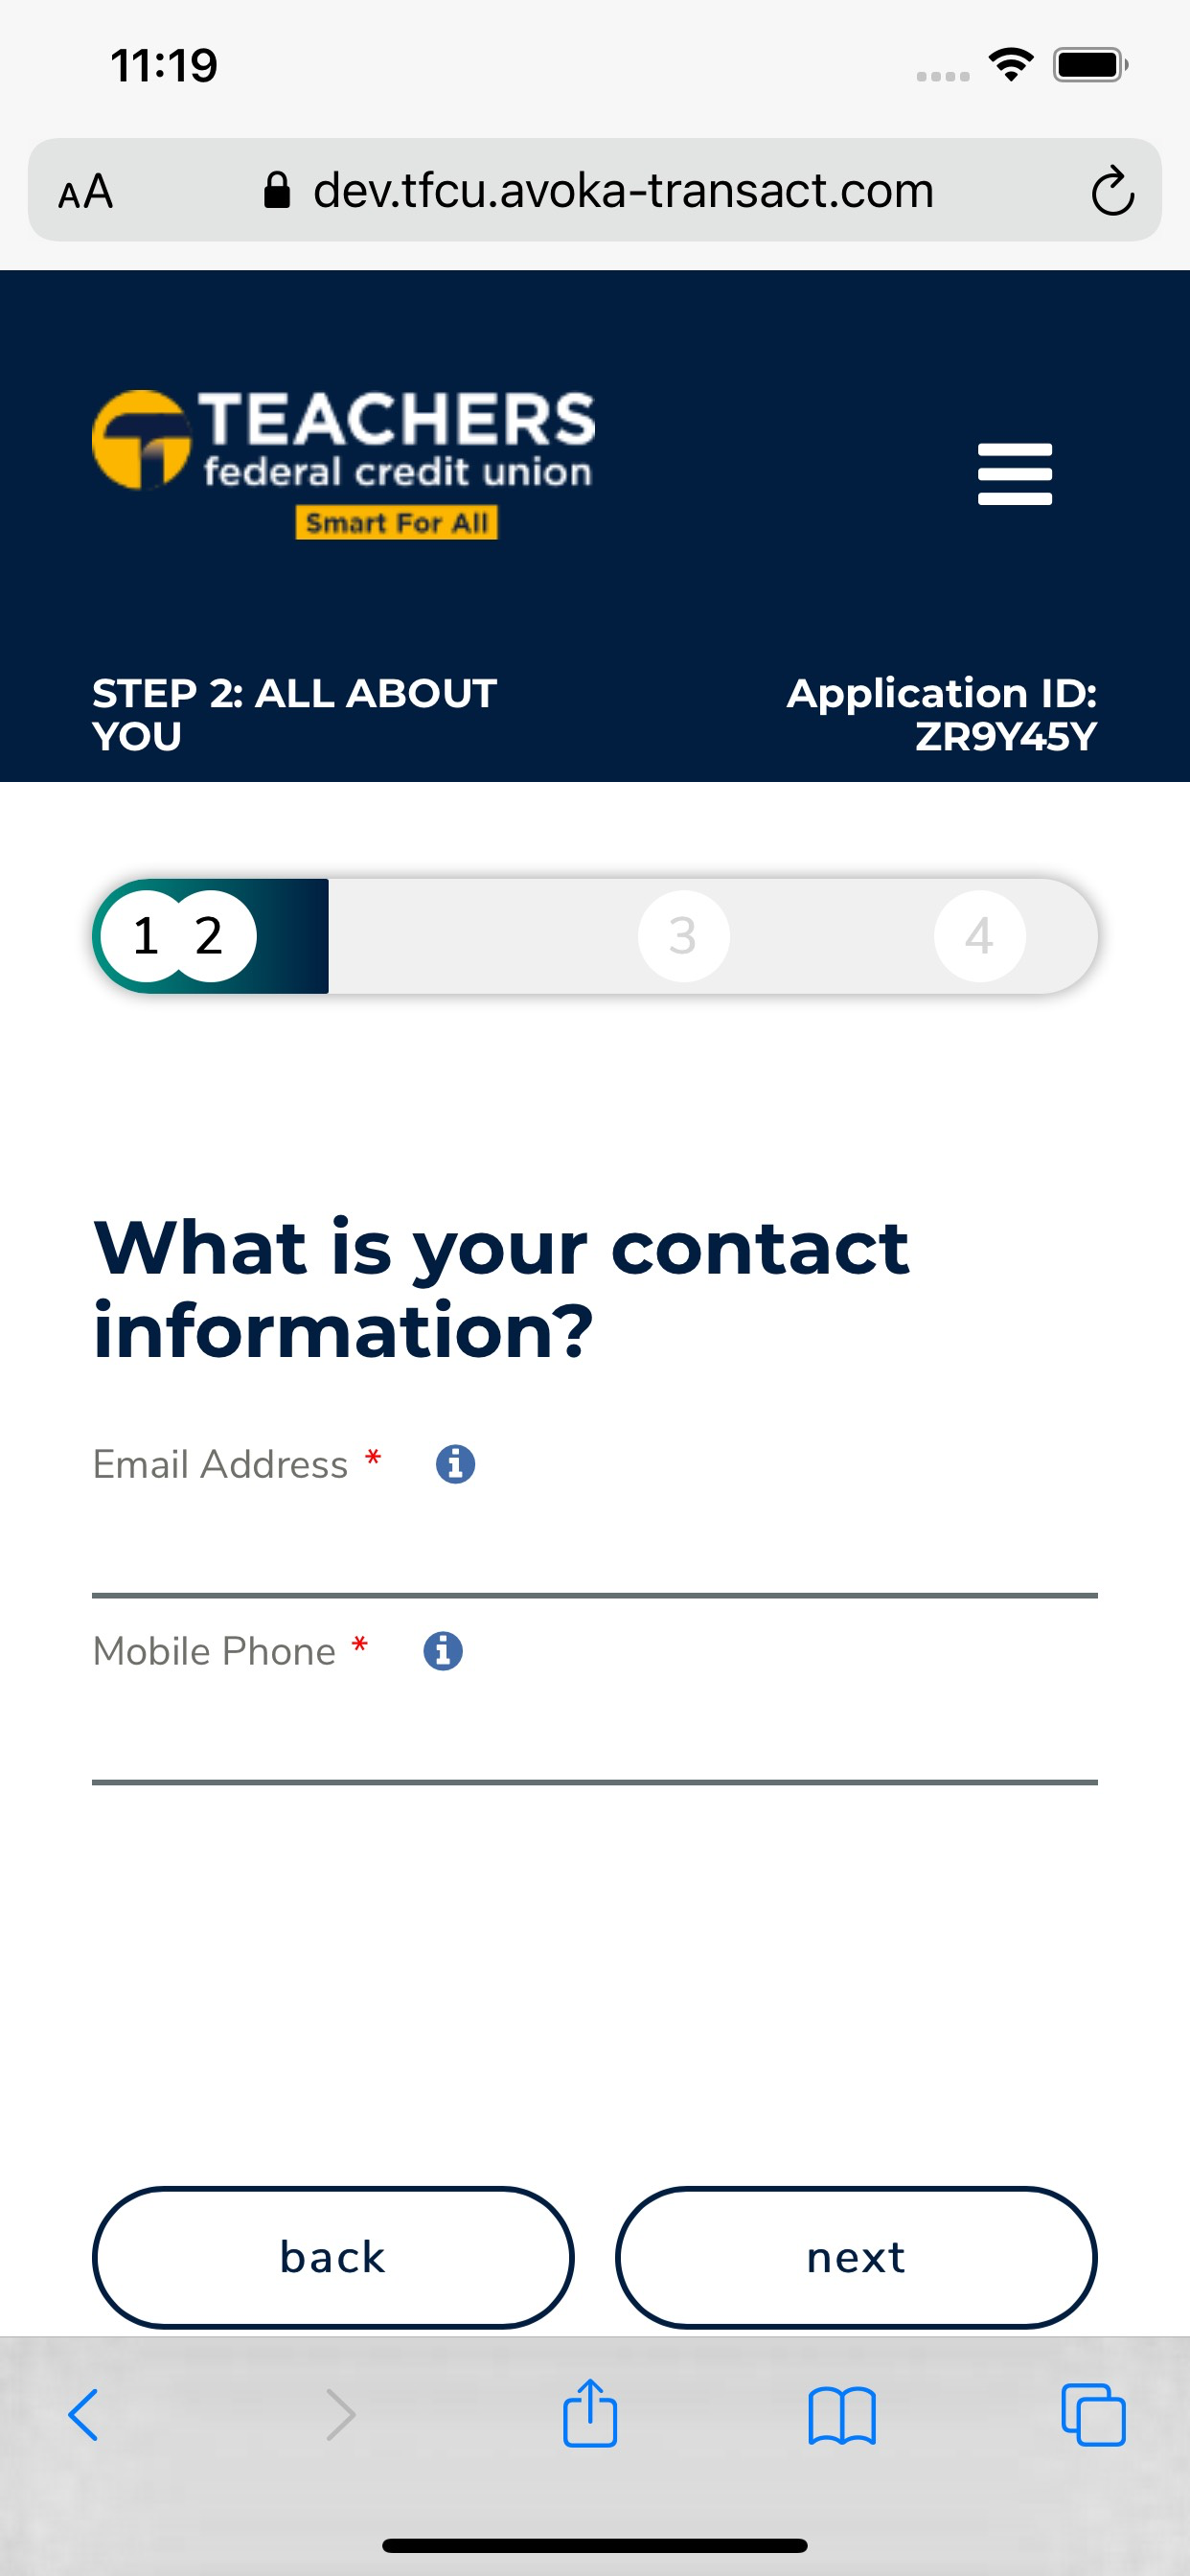 11:19
AA dev.tfcu.avoka-transact.com
TEACHERS
federal credit union
Smart For All
STEP 2: ALL ABOUT
YOU
Application ID:
ZR9Y45Y
1 2 3 4
What is your contact
information?
Email Address *
Mobile Phone *
back next